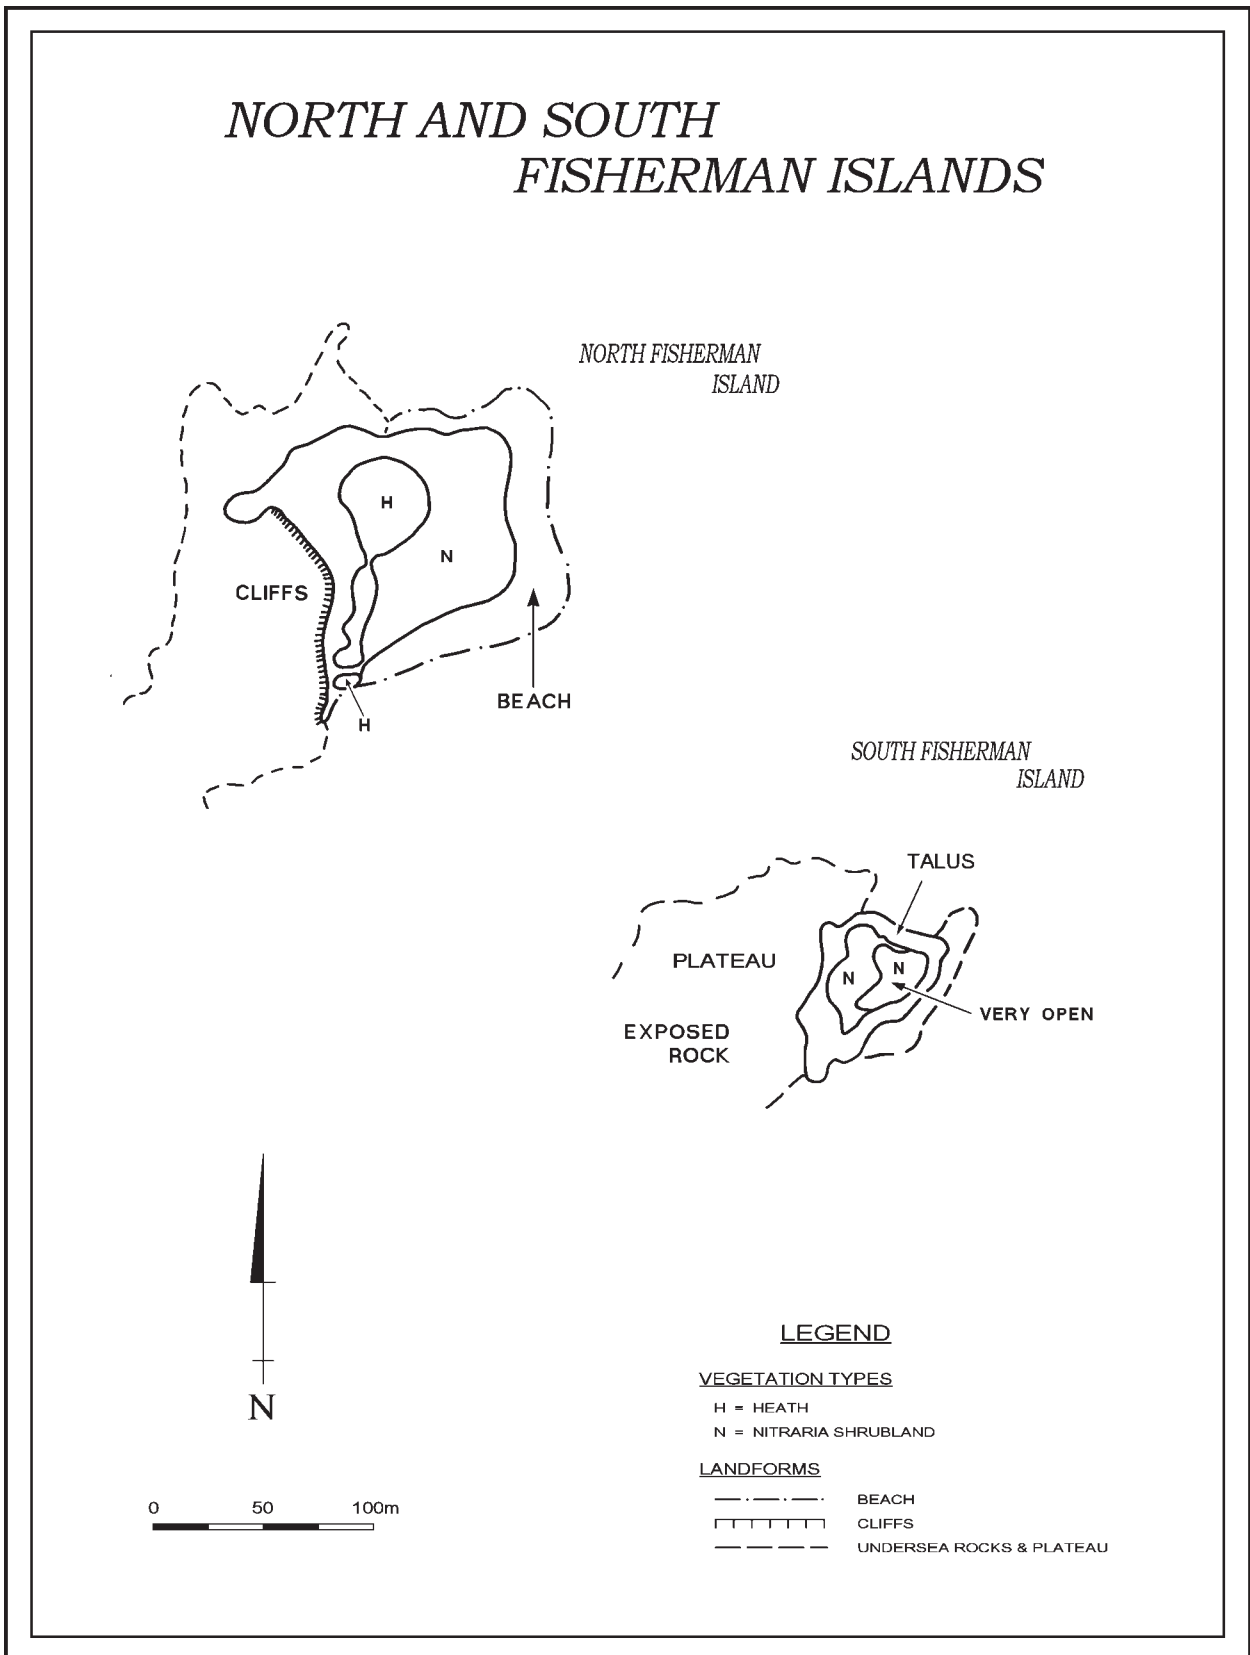 NORTH AND SOUTH
FISHERMAN ISLANDS
NORTH FISHERMAN
ISLAND
H
N
CLIFFS
BEACH
H
SOUTH FISHERMAN
ISLAND
TALUS
PLATEAU
N
N
VERY OPEN
EXPOSED
ROCK
N
LEGEND
VEGETATION TYPES
H = HEATH
N = NITRARIA SHRUBLAND
LANDFORMS
0 50 100m
BEACH
CLIFFS
UNDERSEA ROCKS & PLATEAU